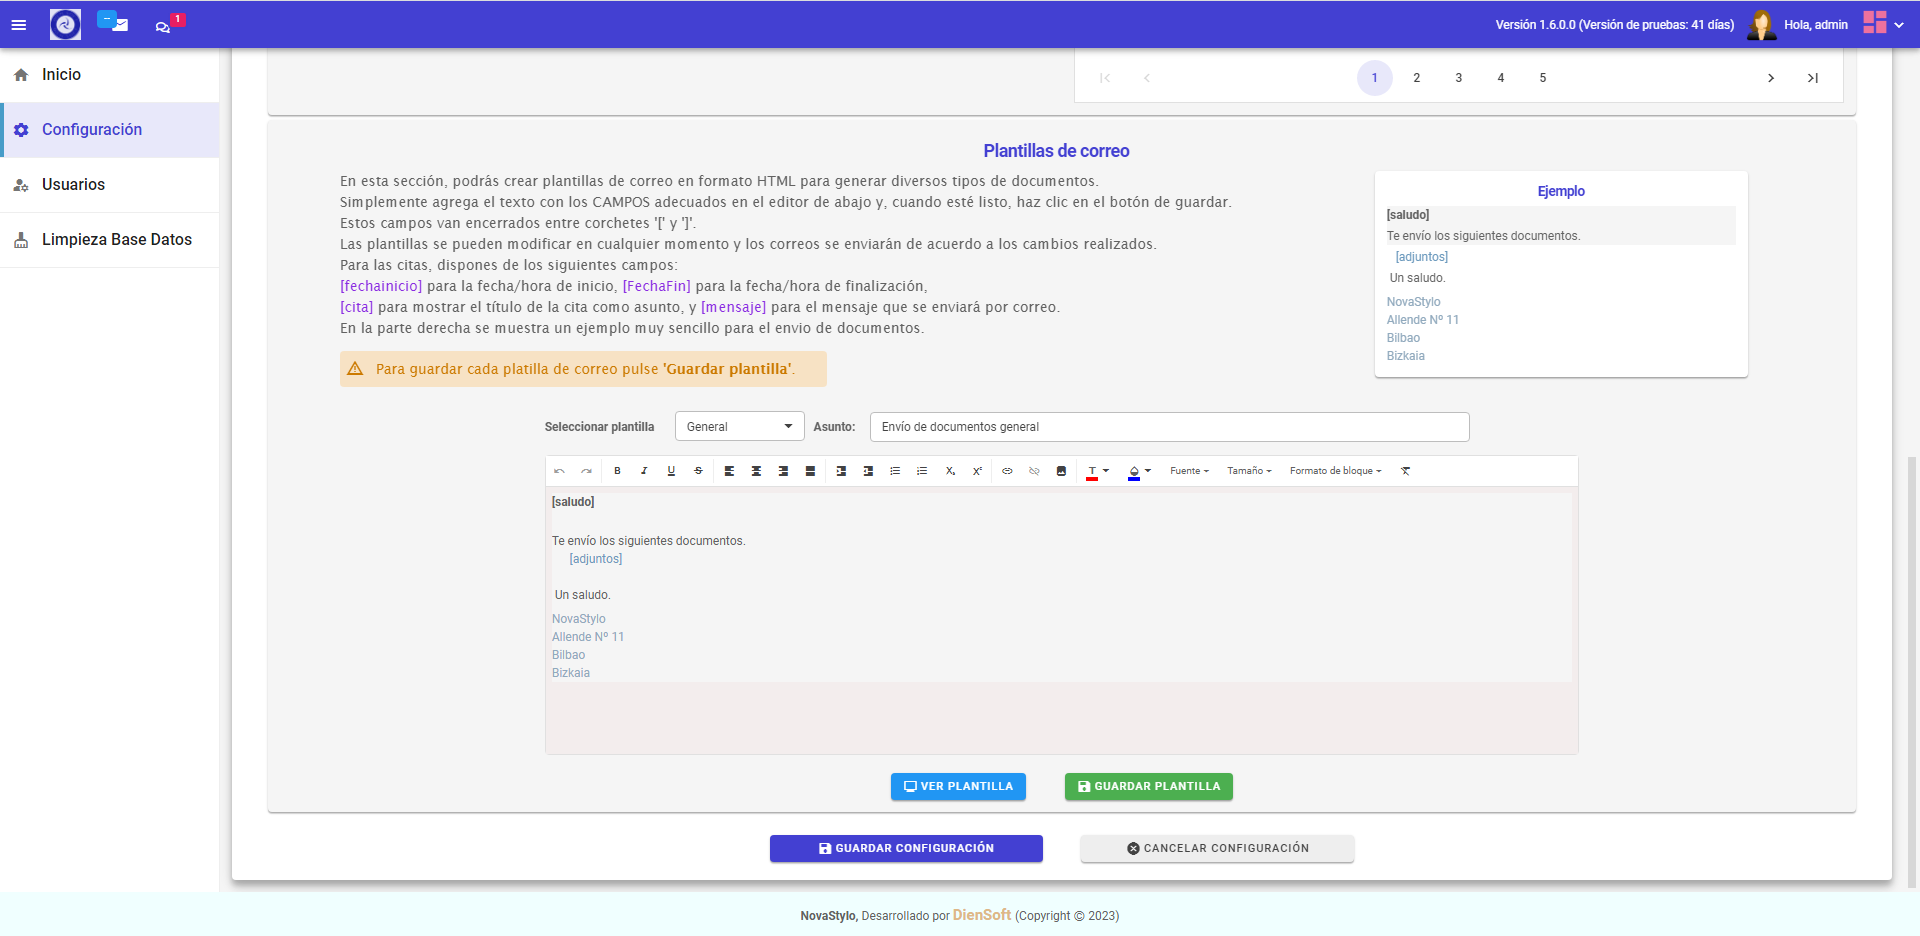 --
1
Versión 1.6.0.0 (Versión de pruebas: 41 días)
Hola, admin
Inicio
Configuración
Usuarios
Limpieza Base Datos
1 2 3 4 5
Plantillas de correo
En esta sección, podrás crear plantillas de correo en formato HTML para generar diversos tipos de documentos.
Simplemente agrega el texto con los CAMPOS adecuados en el editor de abajo y, cuando esté listo, haz clic en el botón de guardar.
Estos campos van encerrados entre corchetes '[' y ']'.
Las plantillas se pueden modificar en cualquier momento y los correos se enviarán de acuerdo a los cambios realizados.
Para las citas, dispones de los siguientes campos:
[fechainicio] para la fecha/hora de inicio, [FechaFin] para la fecha/hora de finalización,
[cita] para mostrar el título de la cita como asunto, y [mensaje] para el mensaje que se enviará por correo.
En la parte derecha se muestra un ejemplo muy sencillo para el envio de documentos.
Para guardar cada platilla de correo pulse 'Guardar plantilla'.
Ejemplo
[saludo]
Te envío los siguientes documentos.
[adjuntos]
Un saludo.
NovaStylo
Allende Nº 11
Bilbao
Bizkaia
Seleccionar plantilla General Asunto: Envío de documentos general
Fuente Tamaño Formato de bloque
[saludo]
Te envío los siguientes documentos.
[adjuntos]
Un saludo.
NovaStylo
Allende Nº 11
Bilbao
Bizkaia
VER PLANTILLA GUARDAR PLANTILLA
GUARDAR CONFIGURACIÓN CANCELAR CONFIGURACIÓN
NovaStylo, Desarrollado por DienSoft (Copyright © 2023)